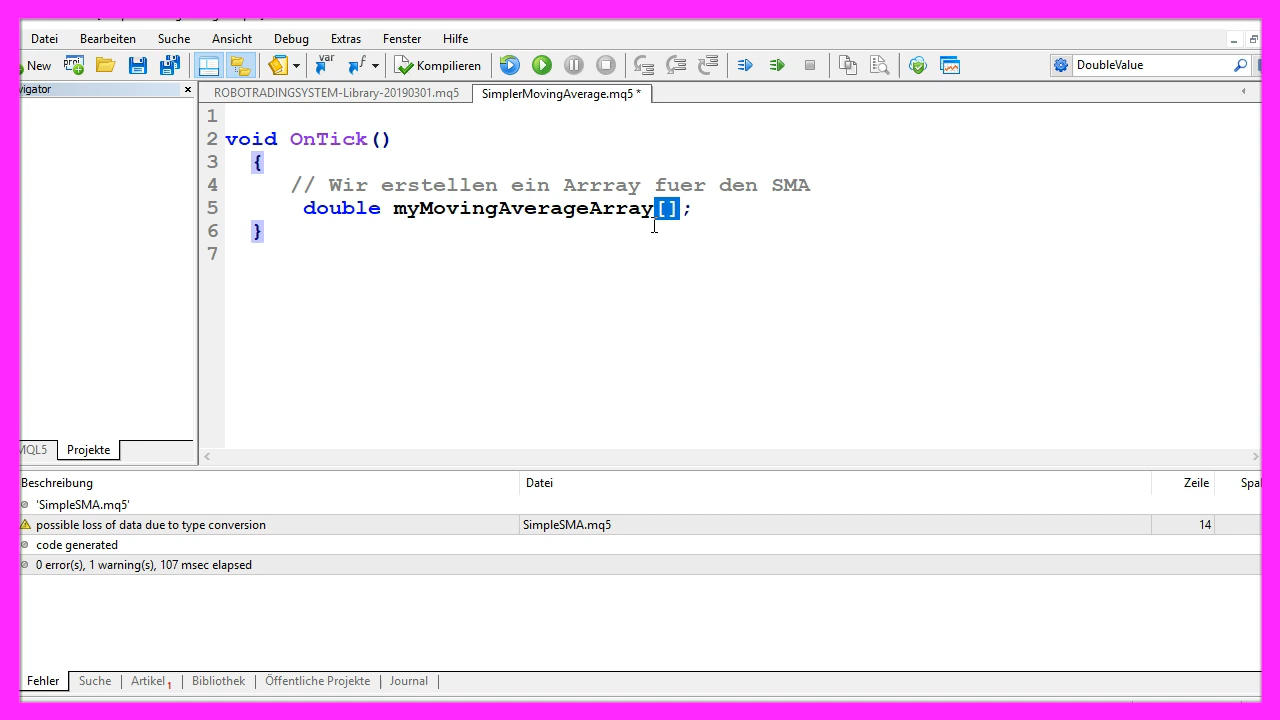 Datei Bearbeiten Suche Ansicht Debug Extras Fenster Hilfe
New var f Kompilieren DoubleValue
vigator × ROBOTRADINGSYSTEM-Library-20190301.mq5 SimplerMovingAverage.mq5 *
1
2 void OnTick()
3 {
4 // Wir erstellen ein Arrray fuer den SMA
5 double myMovingAverageArray[];
6 }
7
MQL5 Projekte
Beschreibung Datei Zeile Spal
'SimpleSMA.mq5'
possible loss of data due to type conversion SimpleSMA.mq5 14
code generated
0 error(s), 1 warning(s), 107 msec elapsed
Fehler Suche Artikel 1 Bibliothek Öffentliche Projekte Journal